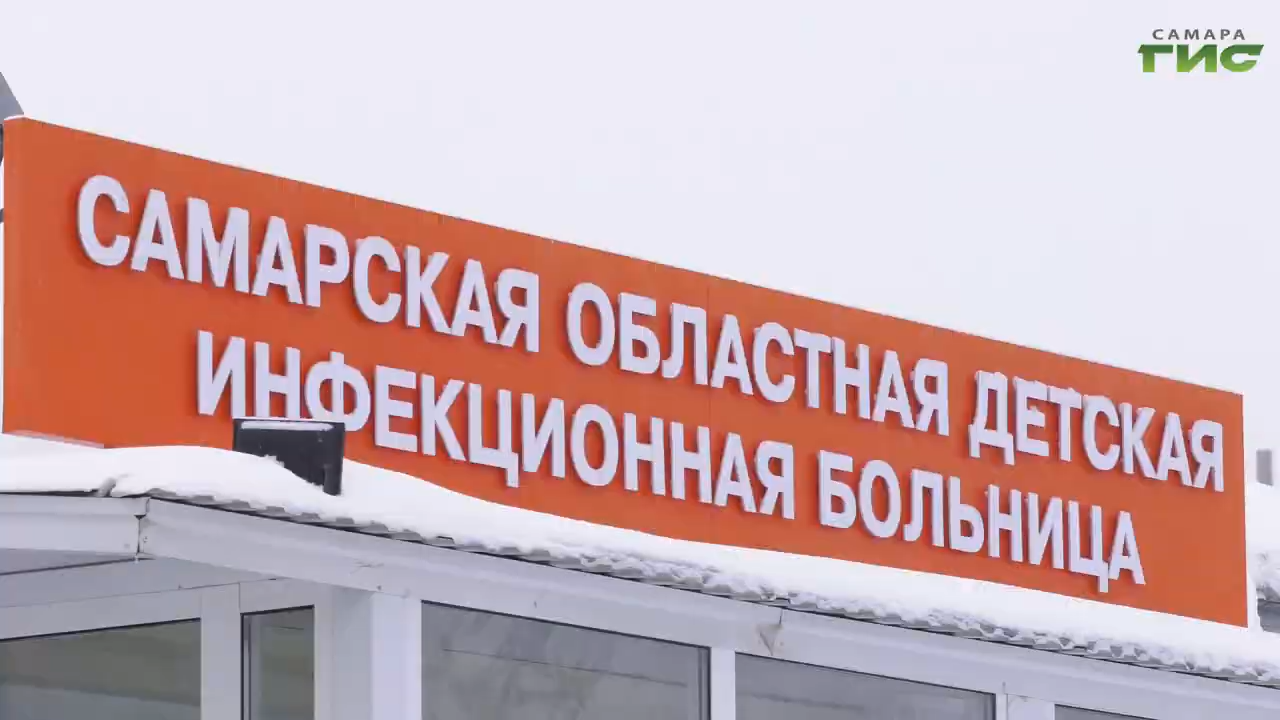 САМАРА
ГИС
САМАРСКАЯ ОБЛАСТНАЯ ДЕТСКАЯ
ИНФЕКЦИОННАЯ БОЛЬНИЦА